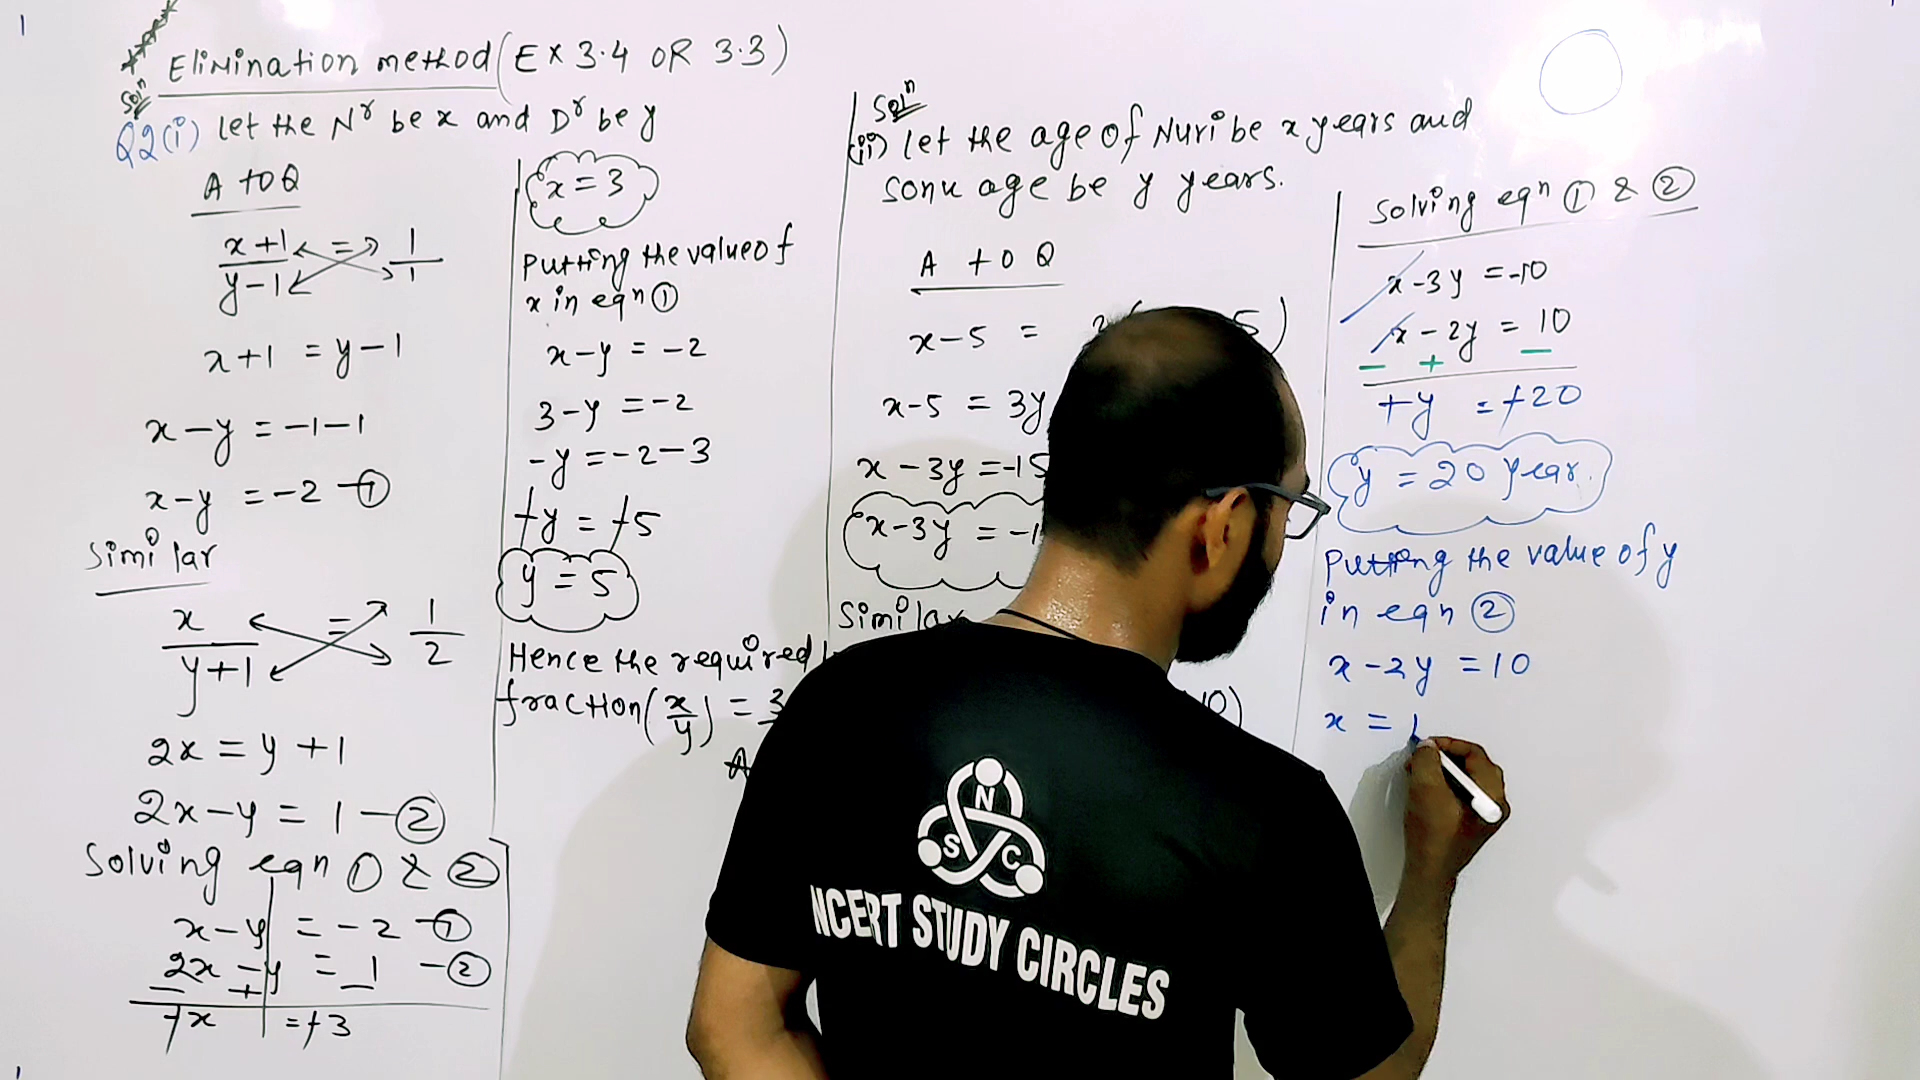 Elimination method (Ex 3.4 OR 3.3)
Soln
Q2(i) let the Nr be x and Dr be y
A to Q
x+1/y-1 = 1/1
x+1 = y-1
x-y = -1-1
x-y = -2 -①
Similar
x/y+1 = 1/2
2x = y+1
2x-y = 1 -②
Solving eqn ① & ②
x-y = -2 -①
2x-y = 1 -②
- + -
-x = -3
x = 3
Putting the value of
x in eqn ①
x-y = -2
3-y = -2
-y = -2-3
-y = -5
y = 5
Hence the required
fraction (x/y) = 3
Soln
(ii) let the age of Nuri be x years and
sonu age be y years.
A to Q
x-5 = 5)
x-5 = 3y
x-3y = -15
x-3y = -1
Similar
10)
Solving eqn ① & ②
x-3y = -10
x-2y = 10
- + -
-y = -20
y = 20 year.
Putting the value of y
in eqn ②
x-2y = 10
x = 1
N
S C
NCERT STUDY CIRCLES